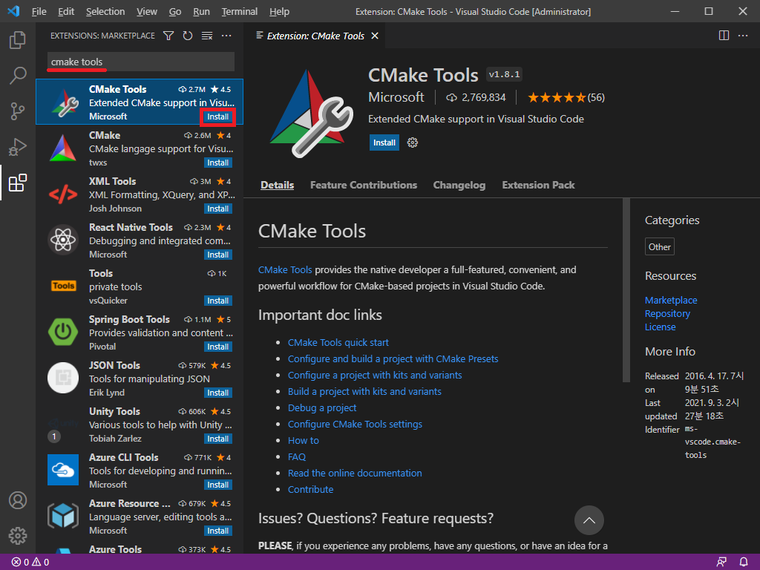 File Edit Selection View Go Run Terminal Help
Extension: CMake Tools - Visual Studio Code [Administrator]
EXTENSIONS: MARKETPLACE
cmake tools
CMake Tools 2.7M ★ 4.5
Extended CMake support in Visu...
Microsoft Install
CMake 2.6M ★ 4
CMake langage support for Visu...
twxs Install
XML Tools 3M ★ 4
XML Formatting, XQuery, and XP...
Josh Johnson Install
React Native Tools 2.3M ★ 4
Debugging and integrated com...
Microsoft Install
Tools 1K
Tools
private tools
vsQuicker Install
Spring Boot Tools 1.1M ★ 5
Provides validation and content ...
Pivotal Install
JSON Tools 579K ★ 4.5
Tools for manipulating JSON
Erik Lynd Install
Unity Tools 606K ★ 4.5
Various tools to help with Unity ...
1
Tobiah Zarlez Install
Azure CLI Tools 771K ★ 4
Tools for developing and runnin...
Microsoft Install
Azure Resource ... 679K ★ 4.5
Language server, editing tools a...
Microsoft Install
Azure Tools 373K ★ 4.5
Extension: CMake Tools
CMake Tools v1.8.1
Microsoft 2,769,834 (56)
Extended CMake support in Visual Studio Code
Install
Details Feature Contributions Changelog Extension Pack
CMake Tools
CMake Tools provides the native developer a full-featured, convenient, and
powerful workflow for CMake-based projects in Visual Studio Code.
Important doc links
• CMake Tools quick start
• Configure and build a project with CMake Presets
• Configure a project with kits and variants
• Build a project with kits and variants
• Debug a project
• Configure CMake Tools settings
• How to
• FAQ
• Read the online documentation
• Contribute
Issues? Questions? Feature requests?
PLEASE, if you experience any problems, have any questions, or have an idea for a
Categories
Other
Resources
Marketplace
Repository
License
More Info
Released 2016. 4. 17. 7시
on 9분 51초
Last 2021. 9. 3. 2시
updated 27분 18초
Identifier ms-
vscode.cmake-
tools
0 0